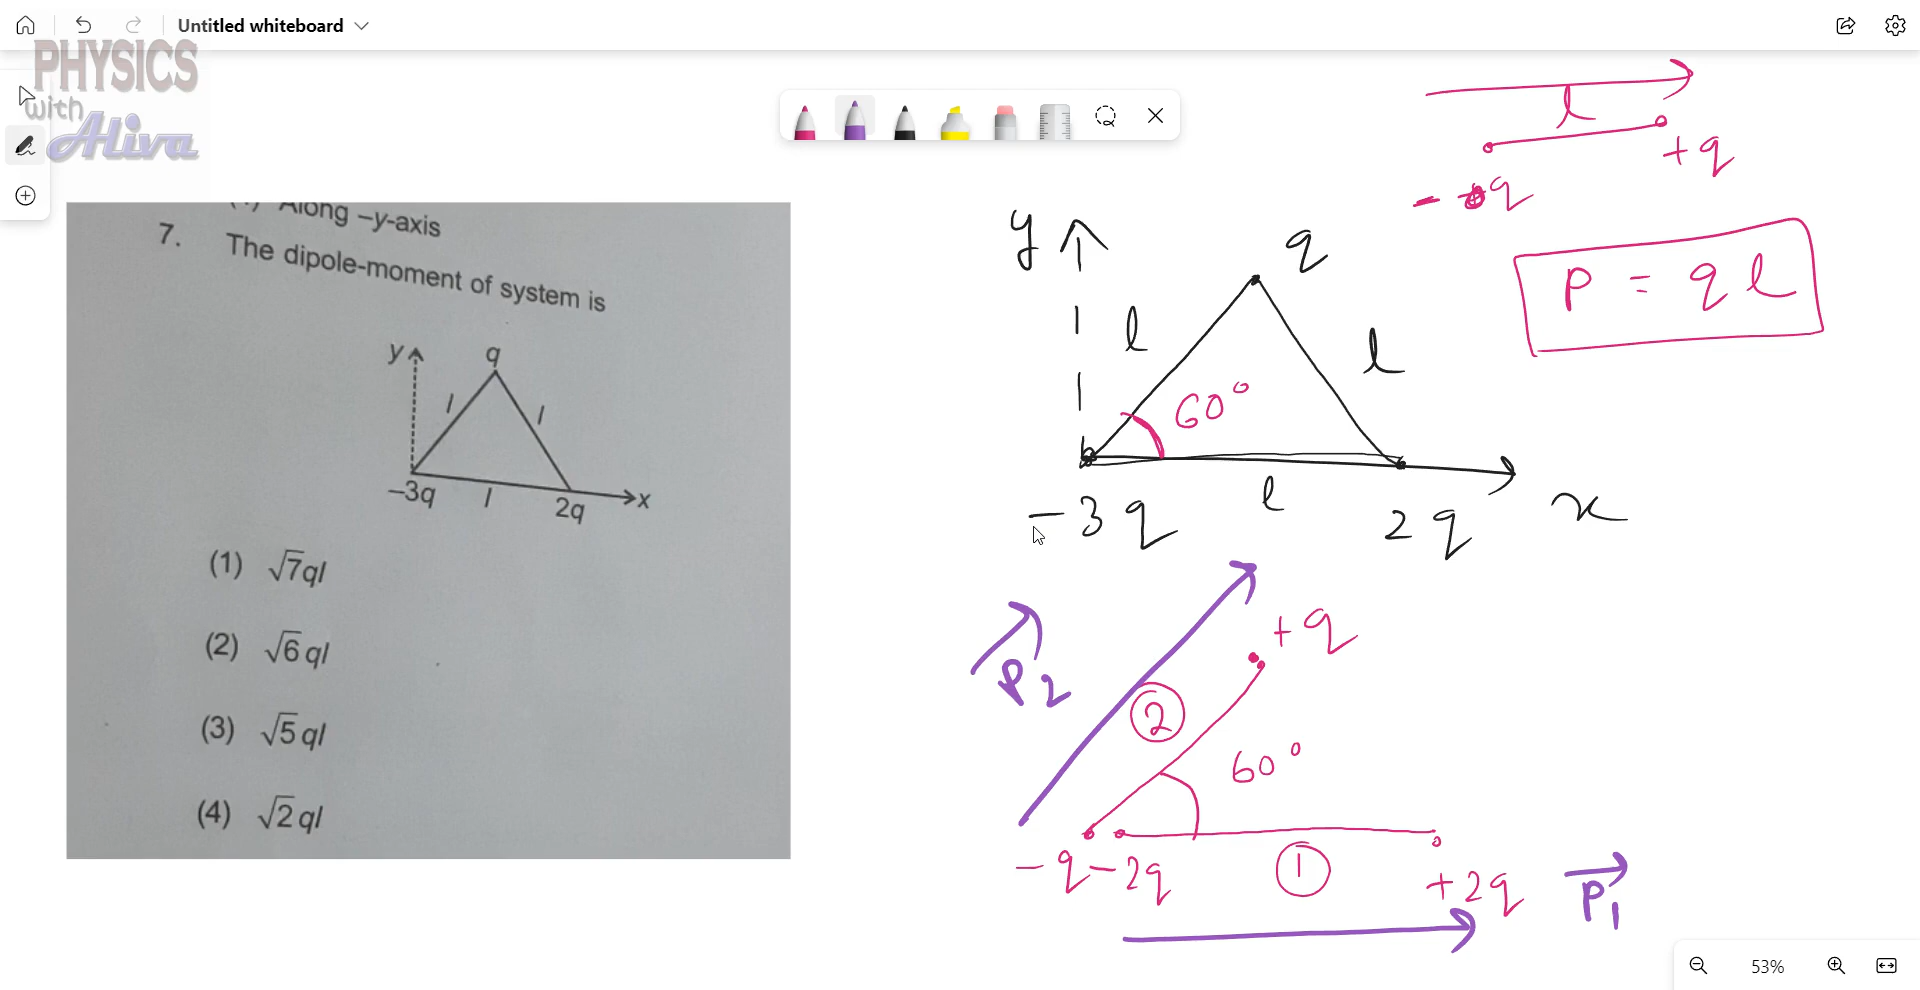 Untitled whiteboard
PHYSICS
with
Aliva
Along –y-axis
7. The dipole-moment of system is
y
q
l
l
–3q
l
2q
x
(1) √7ql
(2) √6ql
(3) √5ql
(4) √2ql
l
+q
-q
P = ql
y
q
l
l
60°
-3q
l
2q
x
P2
+q
2
60°
-q-2q
1
+2q
P1
53%